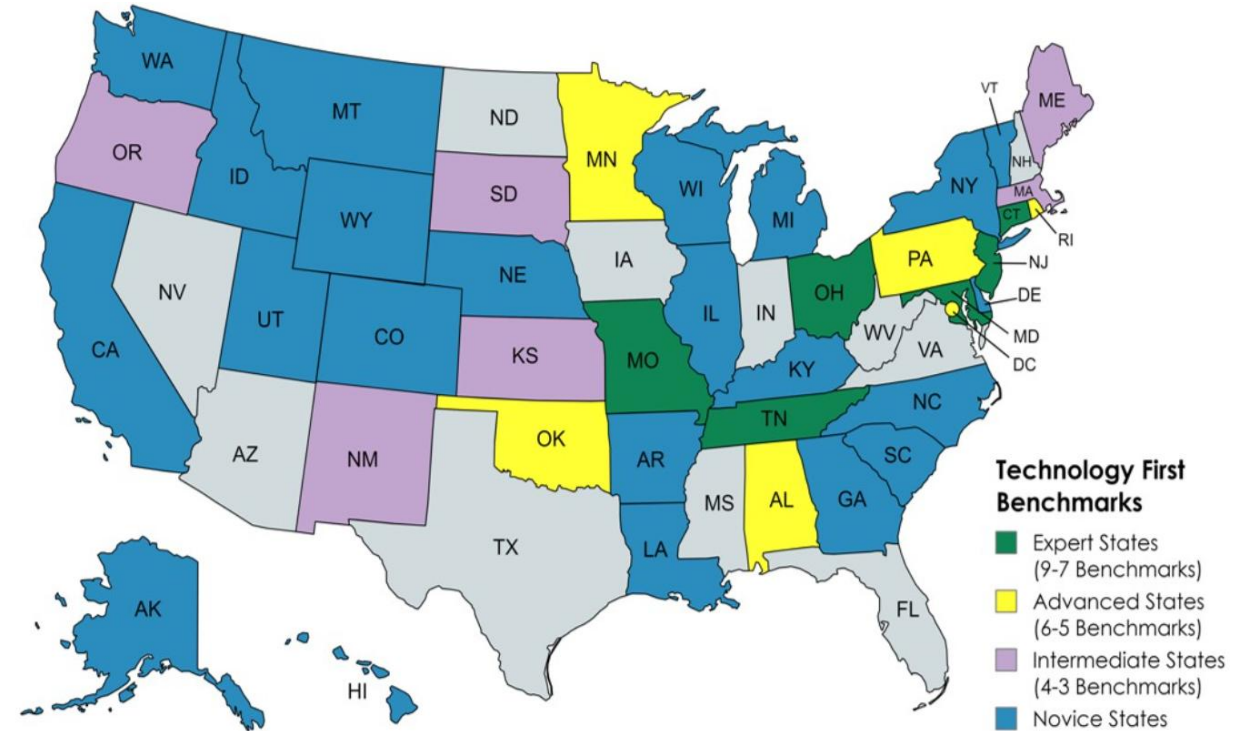 WA
MT
ND
MN
VT
ME
OR
ID
SD
WI
NH
NY
MA
WY
MI
CT
RI
NE
IA
PA
NJ
NV
UT
CO
IL
IN
OH
DE
WV
MD
CA
KS
MO
VA
DC
KY
NC
TN
AZ
NM
OK
AR
SC
MS
AL
GA
TX
LA
FL
AK
HI
Technology First
Benchmarks
Expert States
(9-7 Benchmarks)
Advanced States
(6-5 Benchmarks)
Intermediate States
(4-3 Benchmarks)
Novice States